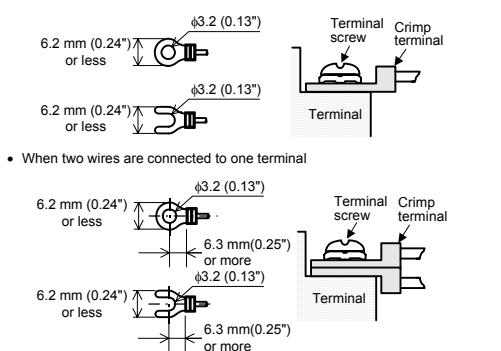 ϕ3.2 (0.13")
6.2 mm (0.24")
or less
ϕ3.2 (0.13")
6.2 mm (0.24")
or less
Terminal
screw
Crimp
terminal
Terminal
• When two wires are connected to one terminal
ϕ3.2 (0.13")
6.2 mm (0.24")
or less
6.3 mm(0.25")
or more
ϕ3.2 (0.13")
6.2 mm (0.24")
or less
6.3 mm(0.25")
or more
Terminal
screw
Crimp
terminal
Terminal